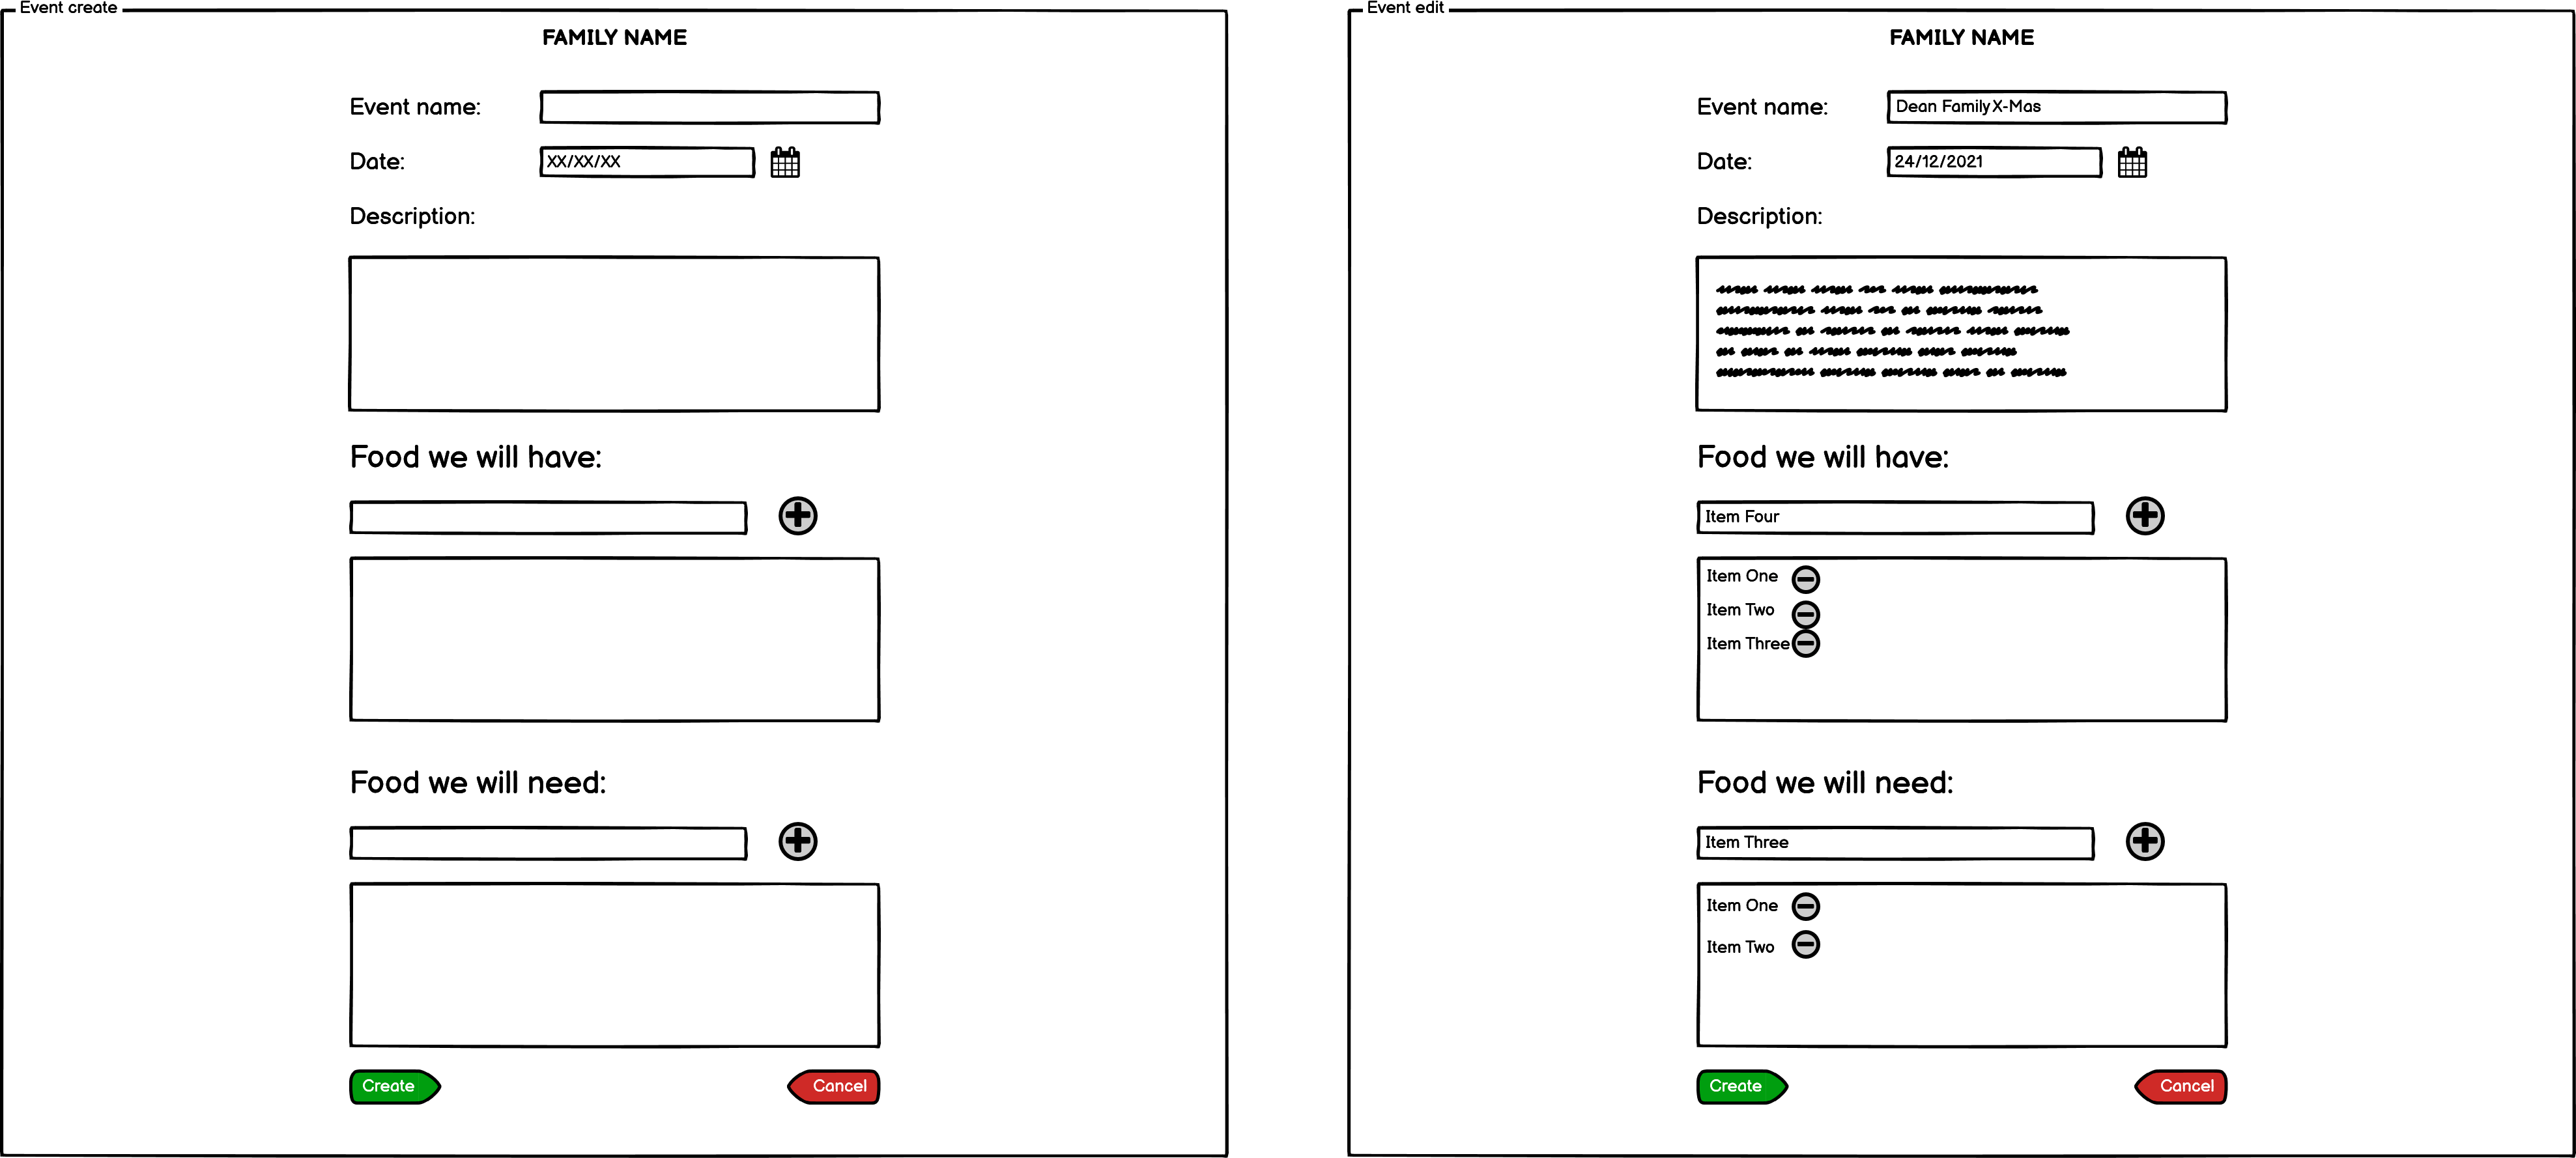 Event create
FAMILY NAME
Event name:
Date: XX/XX/XX
Description:
Food we will have:
Food we will need:
Create Cancel
Event edit
FAMILY NAME
Event name: Dean Family X-Mas
Date: 24/12/2021
Description:
Food we will have:
Item Four
Item One
Item Two
Item Three
Food we will need:
Item Three
Item One
Item Two
Create Cancel